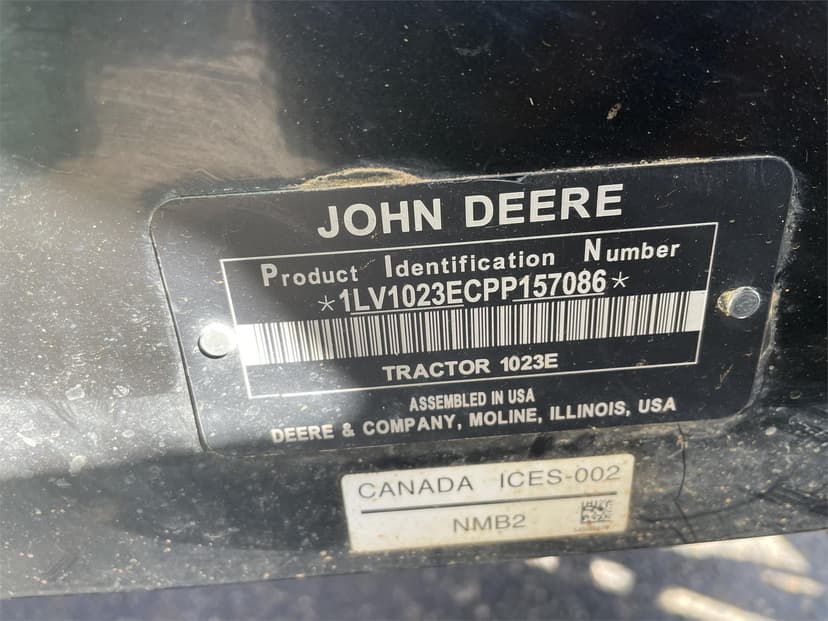 JOHN DEERE
Product Identification Number
*1LV1023ECPP157086*
TRACTOR 1023E
ASSEMBLED IN USA
DEERE & COMPANY, MOLINE, ILLINOIS, USA
CANADA ICES-002
NMB2